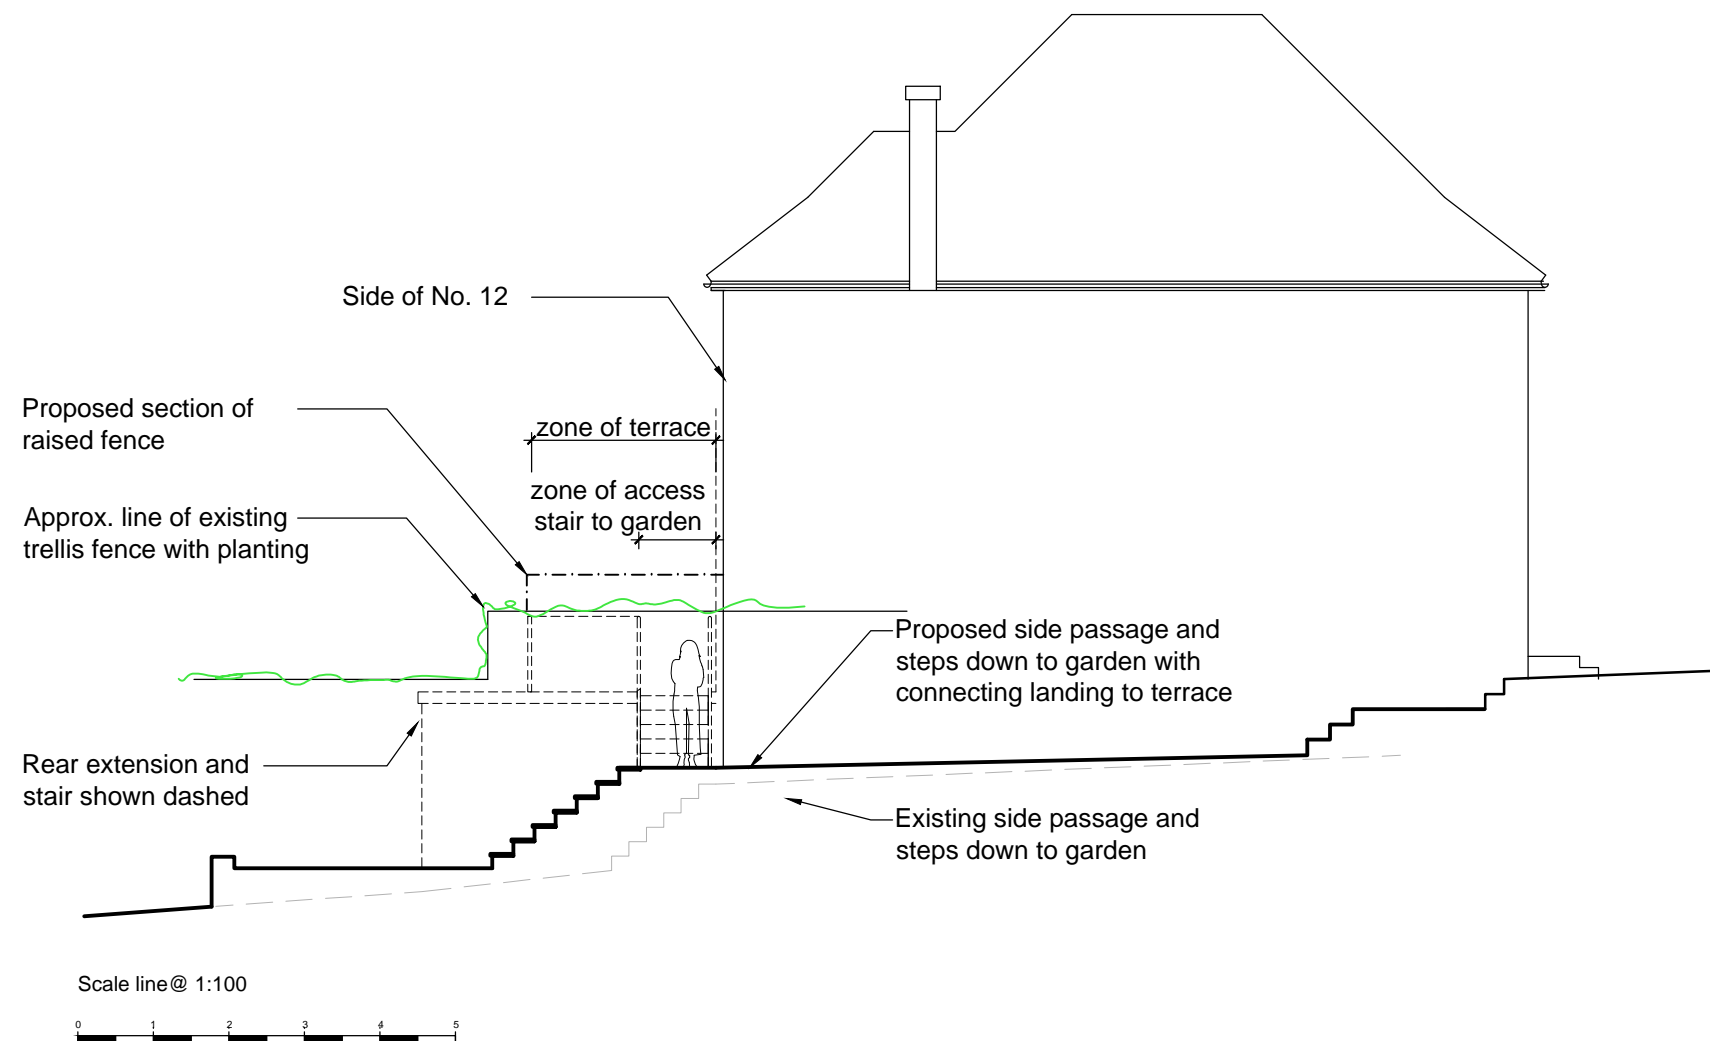 Side of No. 12
Proposed section of
raised fence
zone of terrace
zone of access
stair to garden
Approx. line of existing
trellis fence with planting
Proposed side passage and
steps down to garden with
connecting landing to terrace
Rear extension and
stair shown dashed
Existing side passage and
steps down to garden
Scale line@ 1:100
0 1 2 3 4 5